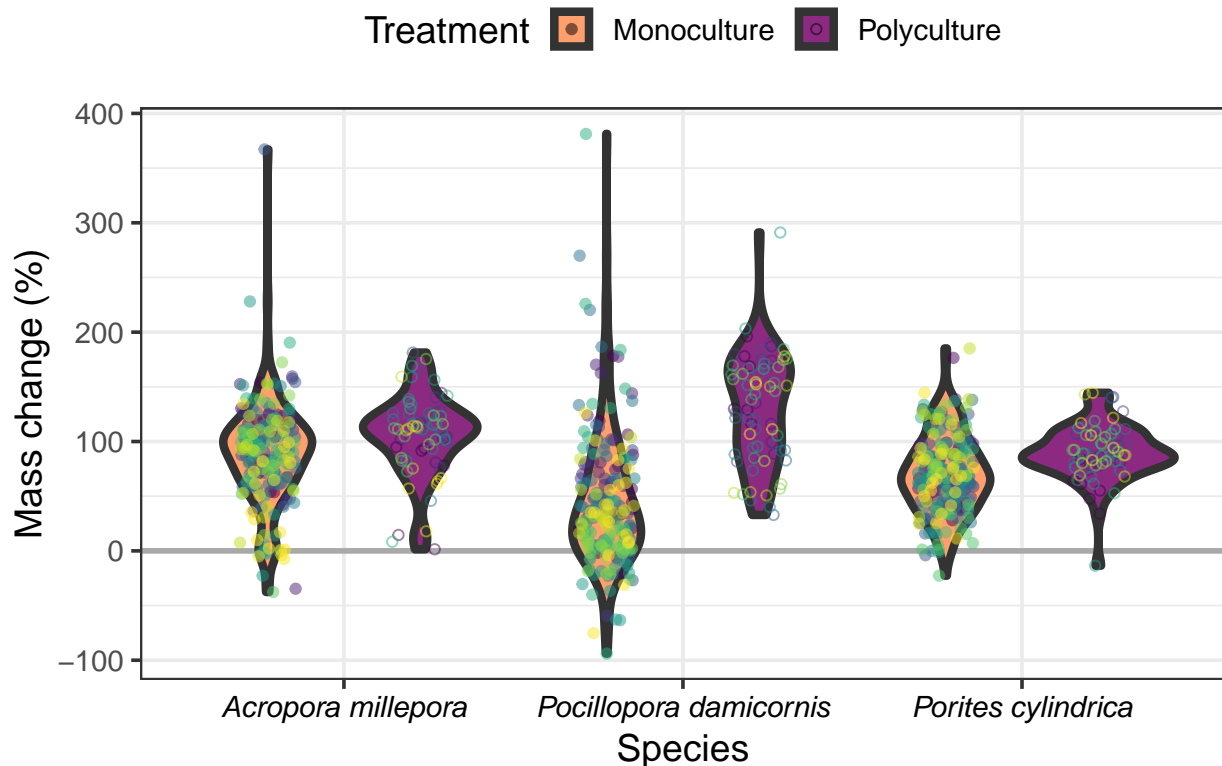 Treatment Monoculture Polyculture
Mass change (%)
400
300
200
100
0
−100
Acropora millepora Pocillopora damicornis Porites cylindrica
Species